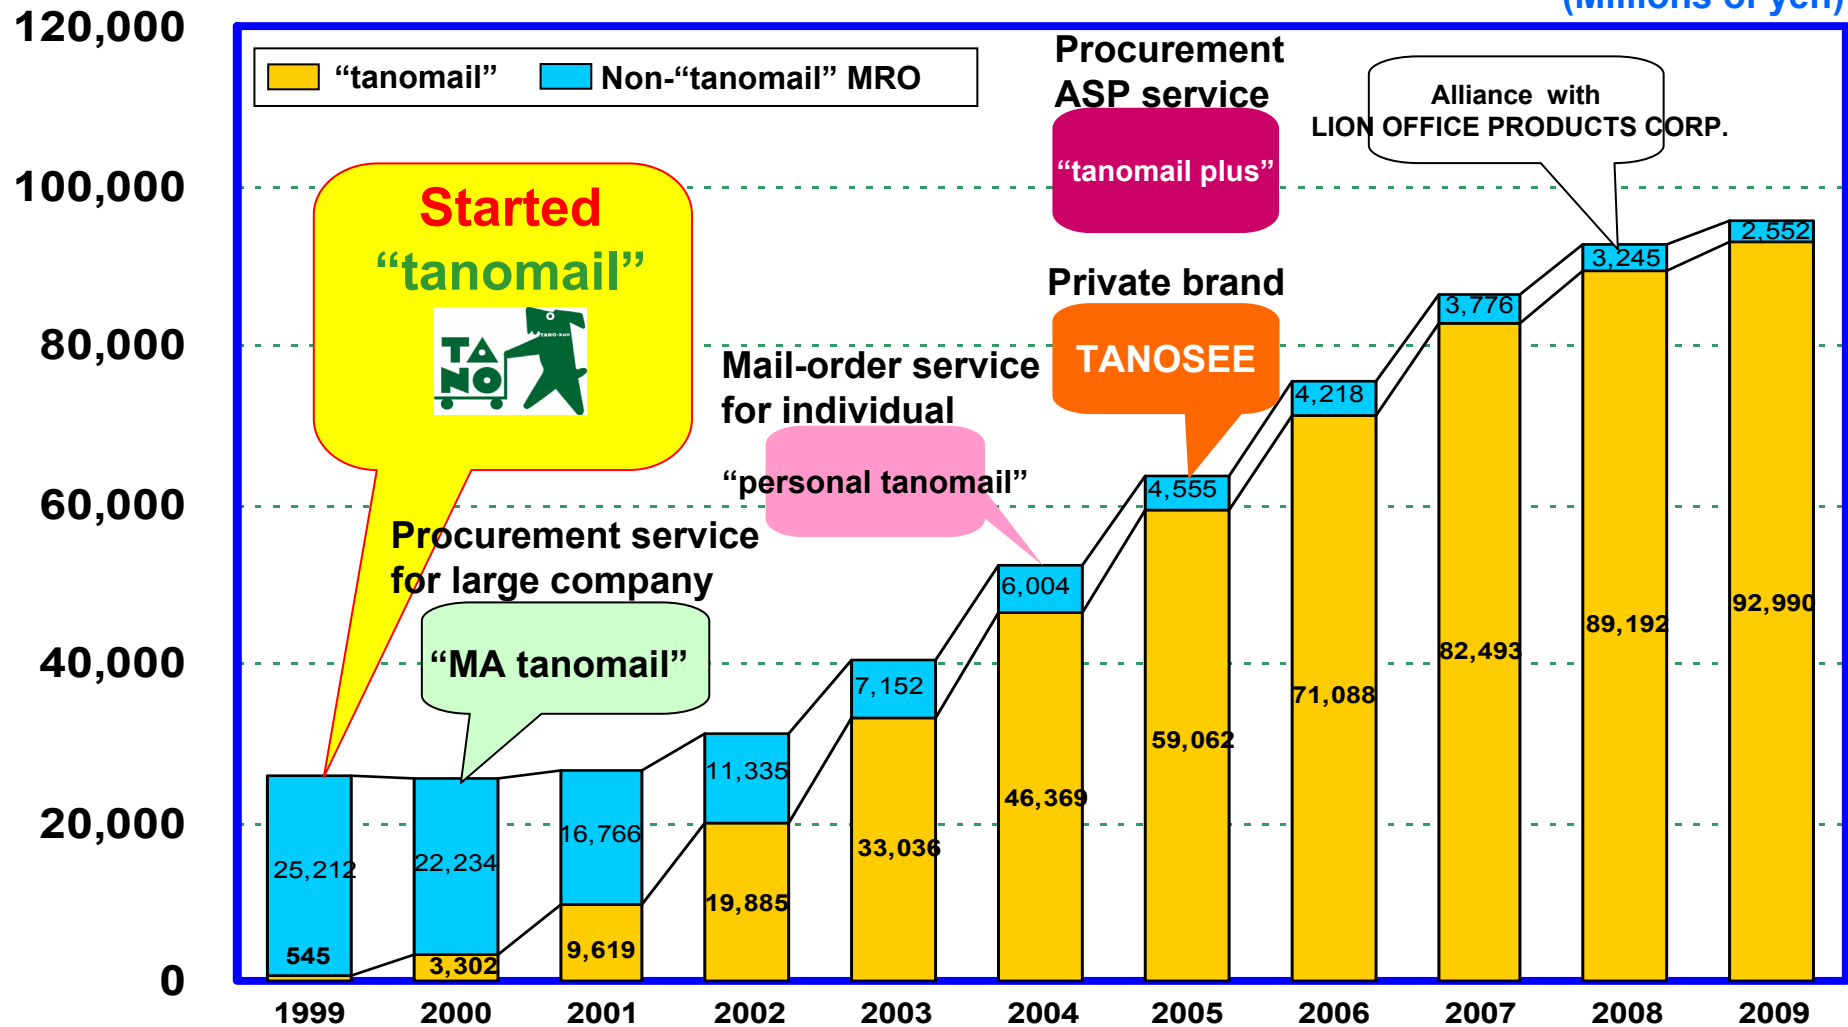 (Millions of yen)
120,000
100,000
80,000
60,000
40,000
20,000
0
“tanomail”
Non-“tanomail” MRO
Started
“tanomail”
TANO-kun
TA
NO
Procurement service
for large company
“MA tanomail”
Mail-order service
for individual
“personal tanomail”
Procurement
ASP service
“tanomail plus”
Private brand
TANOSEE
Alliance with
LION OFFICE PRODUCTS CORP.
25,212
22,234
16,766
11,335
7,152
6,004
4,555
4,218
3,776
3,245
2,552
545
3,302
9,619
19,885
33,036
46,369
59,062
71,088
82,493
89,192
92,990
1999
2000
2001
2002
2003
2004
2005
2006
2007
2008
2009